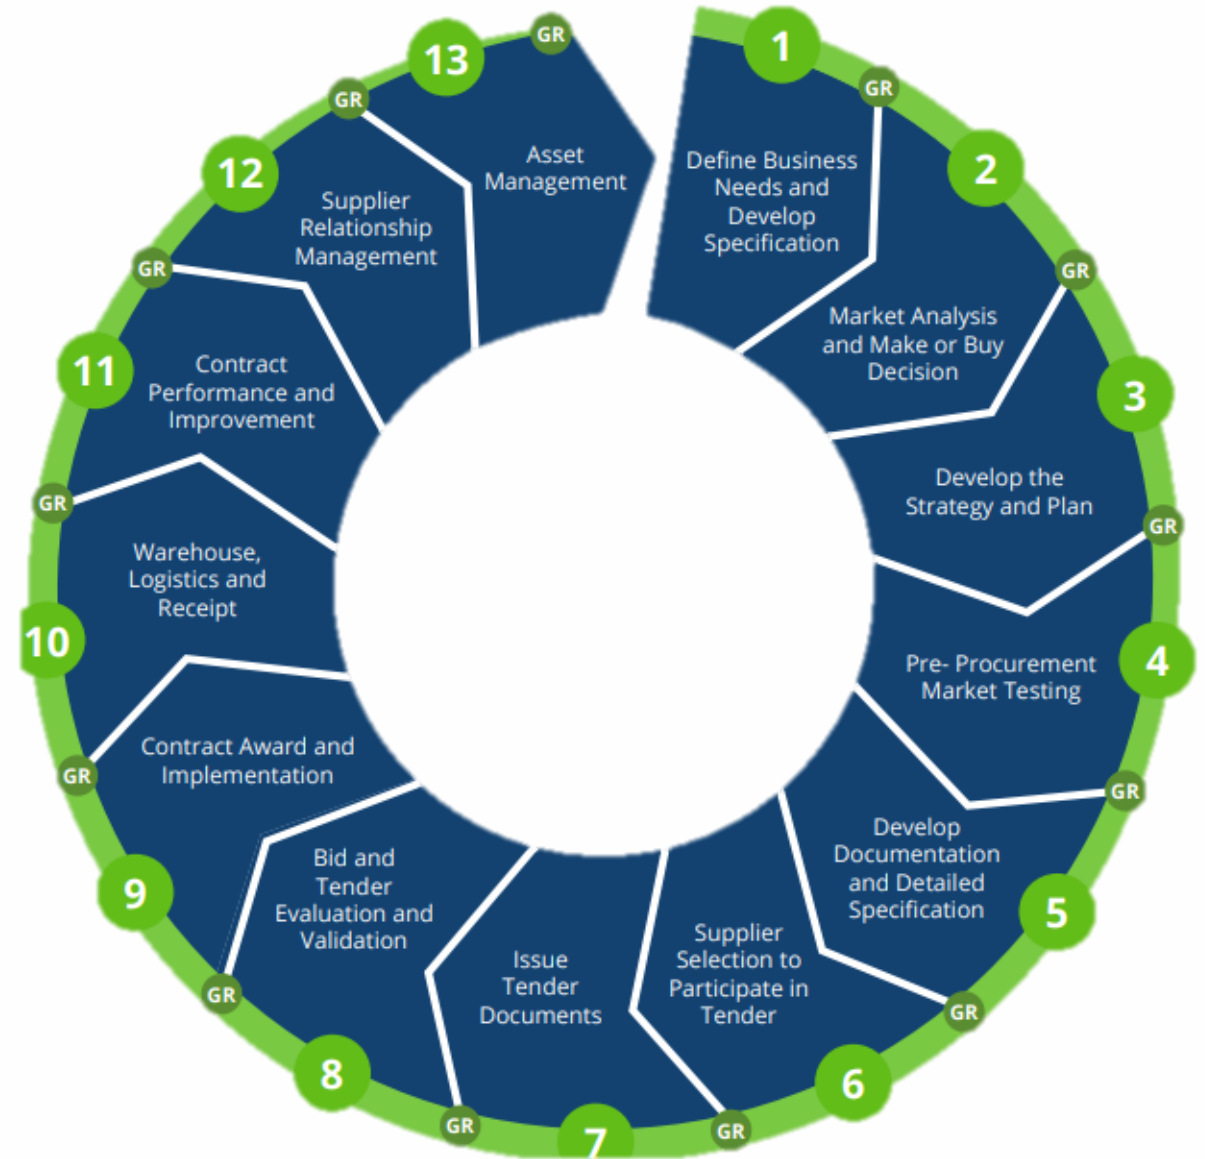 1
Define Business
Needs and
Develop
Specification
GR
2
Market Analysis
and Make or Buy
Decision
GR
3
Develop the
Strategy and Plan
GR
4
Pre- Procurement
Market Testing
GR
5
Develop
Documentation
and Detailed
Specification
GR
6
Supplier
Selection to
Participate in
Tender
GR
7
Issue
Tender
Documents
GR
8
Bid and
Tender
Evaluation and
Validation
GR
9
Contract Award and
Implementation
GR
10
Warehouse,
Logistics and
Receipt
GR
11
Contract
Performance and
Improvement
GR
12
Supplier
Relationship
Management
GR
13
Asset
Management
GR